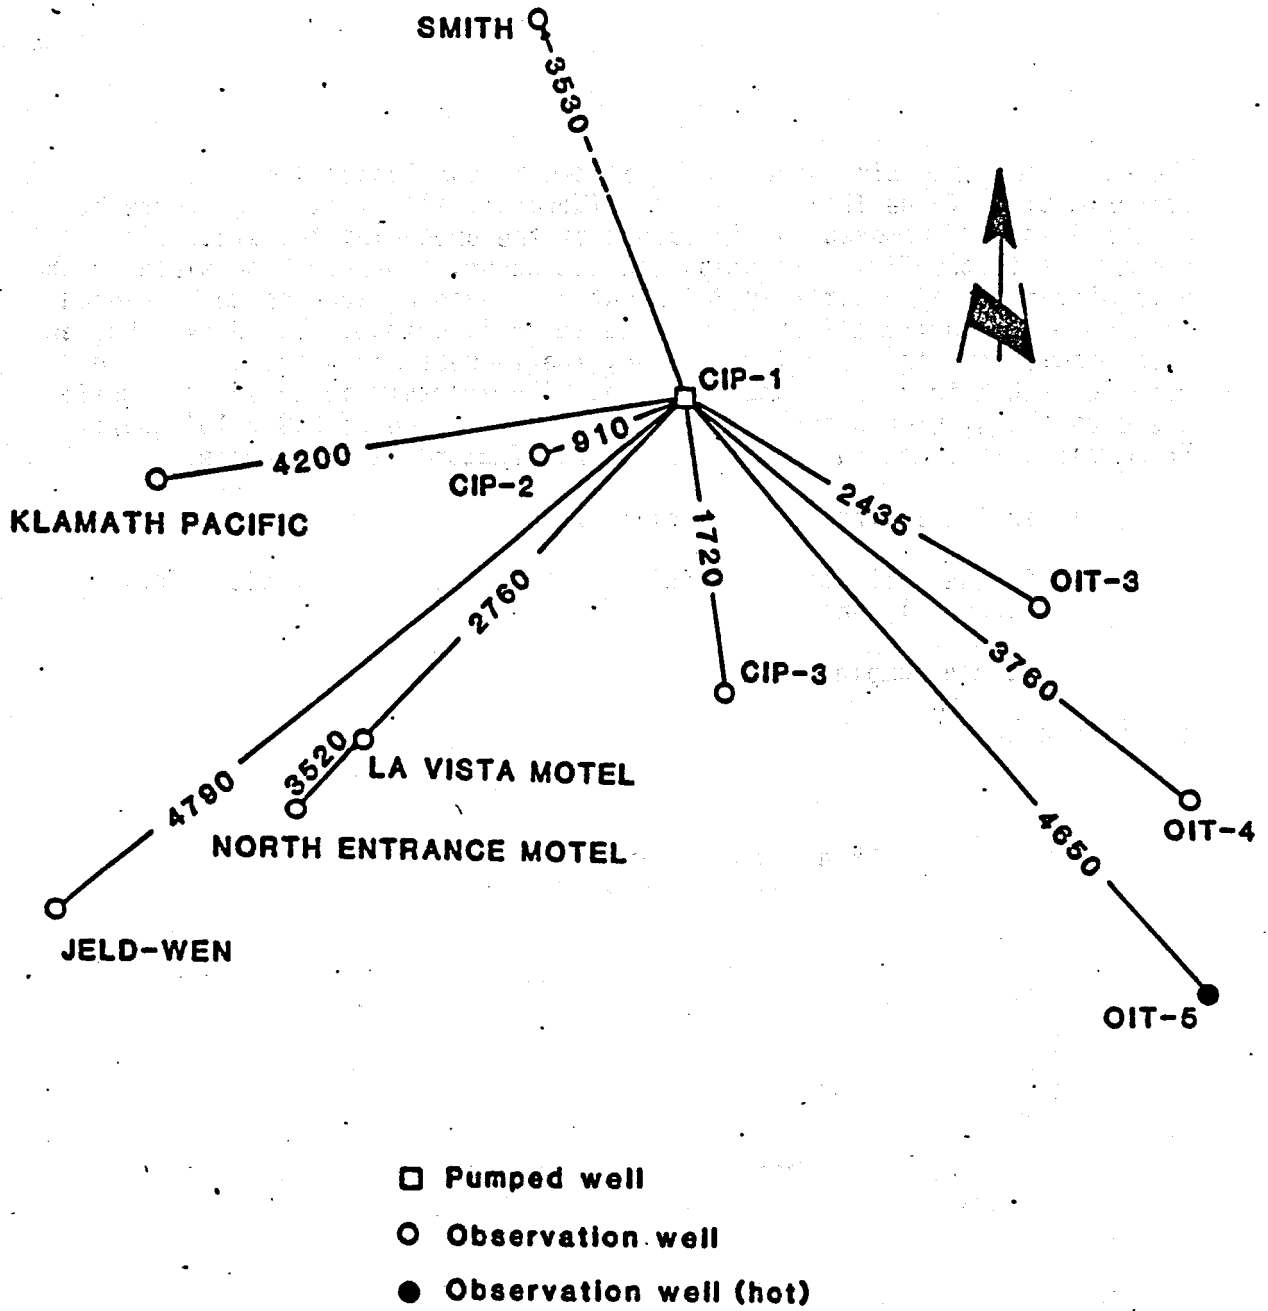 SMITH
3530
CIP-1
4200
910
CIP-2
KLAMATH PACIFIC
2435
1720
OIT-3
2760
3760
CIP-3
3520
LA VISTA MOTEL
4790
OIT-4
NORTH ENTRANCE MOTEL
4650
JELD-WEN
OIT-5
Pumped well
Observation well
Observation well (hot)